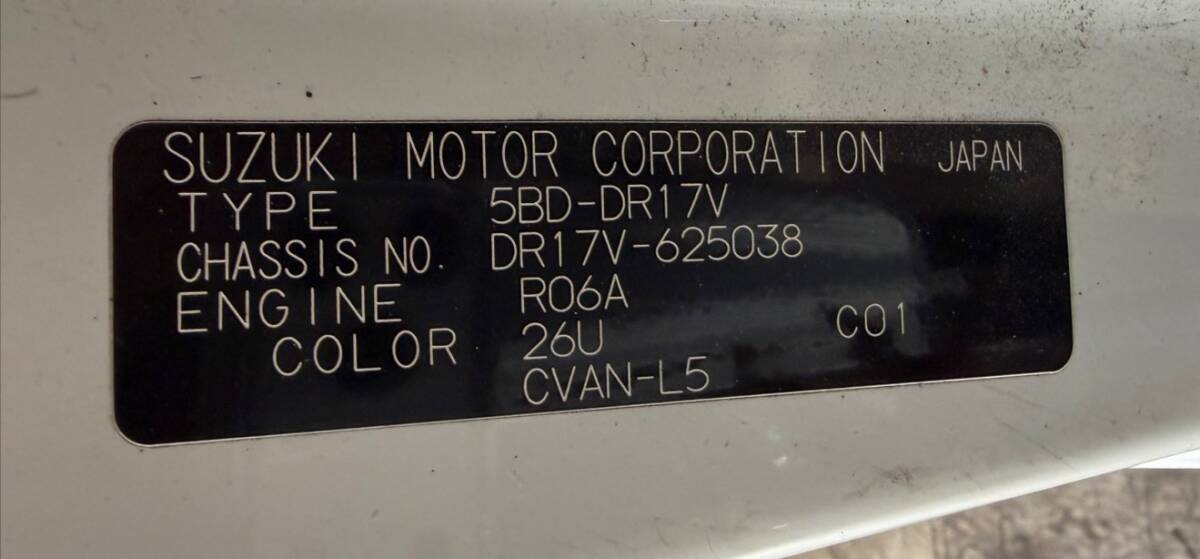 SUZUKI MOTOR CORPORATION JAPAN
TYPE 5BD-DR17V
CHASSIS NO. DR17V-625038
ENGINE R06A
COLOR 26U C01
CVAN-L5